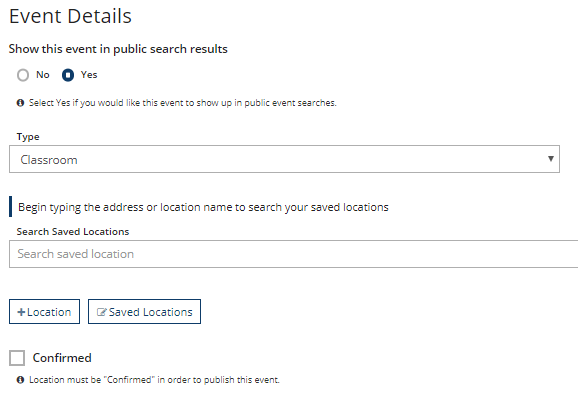 Event Details
Show this event in public search results
No Yes
Select Yes if you would like this event to show up in public event searches.
Type
Classroom
Begin typing the address or location name to search your saved locations
Search Saved Locations
Search saved location
+Location Saved Locations
Confirmed
Location must be "Confirmed" in order to publish this event.